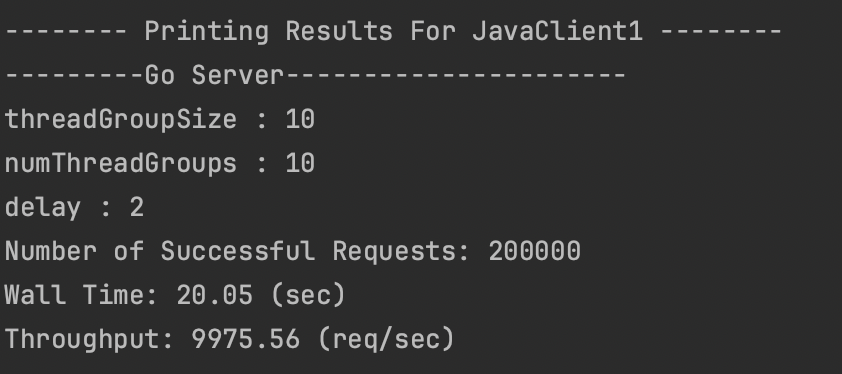 -------- Printing Results For JavaClient1 --------
---------Go Server----------------------
threadGroupSize : 10
numThreadGroups : 10
delay : 2
Number of Successful Requests: 200000
Wall Time: 20.05 (sec)
Throughput: 9975.56 (req/sec)